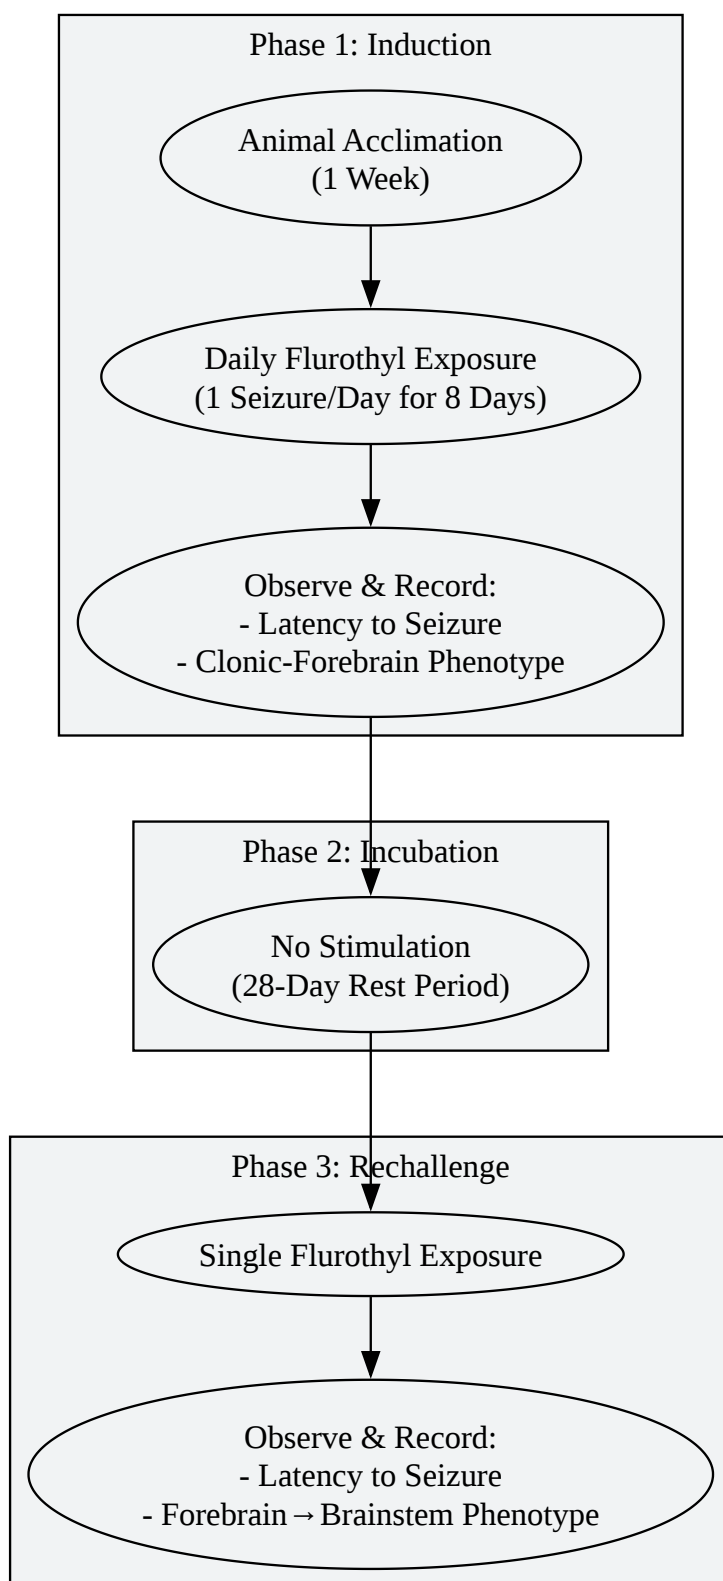 Phase 1: Induction
Animal Acclimation
(1 Week)
Daily Flurothyl Exposure
(1 Seizure/Day for 8 Days)
Observe & Record:
- Latency to Seizure
- Clonic-Forebrain Phenotype
Phase 2: Incubation
No Stimulation
(28-Day Rest Period)
Phase 3: Rechallenge
Single Flurothyl Exposure
Observe & Record:
- Latency to Seizure
- Forebrain→Brainstem Phenotype